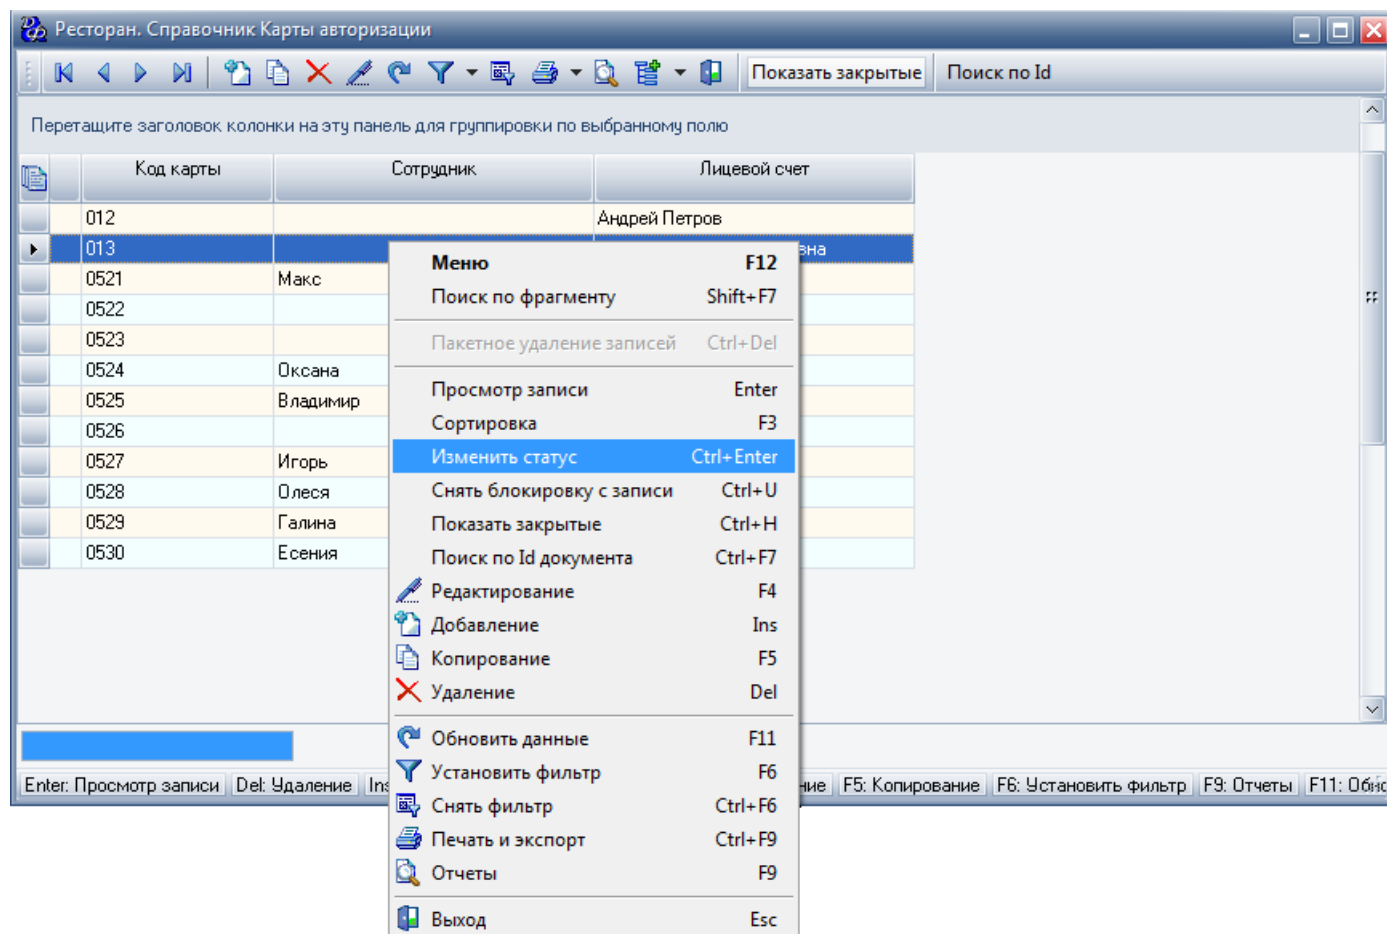 Ресторан. Справочник Карты авторизации
Показать закрытые Поиск по Id
Перетащите заголовок колонки на эту панель для группировки по выбранному полю
Код карты Сотрудник Лицевой счет
012 Андрей Петров
013
0521 Макс
0522
0523
0524 Оксана
0525 Владимир
0526
0527 Игорь
0528 Олеся
0529 Галина
0530 Есения
Меню F12
Поиск по фрагменту Shift+F7
Пакетное удаление записей Ctrl+Del
Просмотр записи Enter
Сортировка F3
Изменить статус Ctrl+Enter
Снять блокировку с записи Ctrl+U
Показать закрытые Ctrl+H
Поиск по Id документа Ctrl+F7
Редактирование F4
Добавление Ins
Копирование F5
Удаление Del
Обновить данные F11
Установить фильтр F6
Снять фильтр Ctrl+F6
Печать и экспорт Ctrl+F9
Отчеты F9
Выход Esc
Enter: Просмотр записи Del: Удаление F5: Копирование F6: Установить фильтр F9: Отчеты F11: